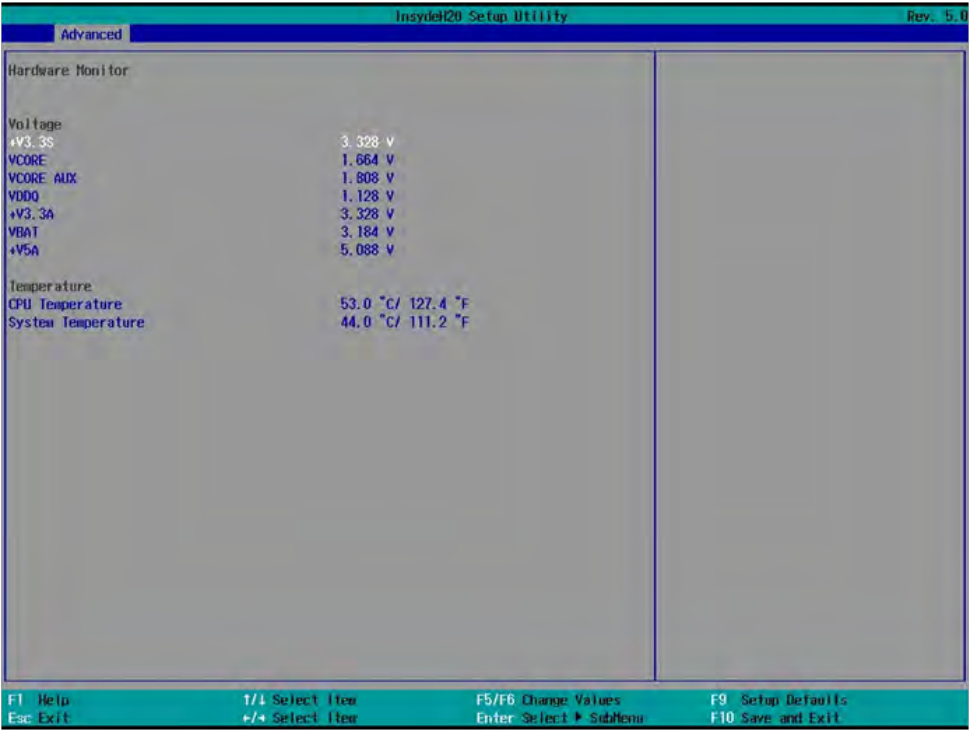 InsydeH20 Setup Utility Rev. 5.0
Advanced
Hardware Monitor
Voltage
+V3.3S 3.328 V
VCORE 1.664 V
VCORE AUX 1.808 V
VDDQ 1.128 V
+V3.3A 3.328 V
VBAT 3.184 V
+V5A 5.088 V
Temperature
CPU Temperature 53.0 °C/ 127.4 °F
System Temperature 44.0 °C/ 111.2 °F
F1 Help ↑/↓ Select Item F5/F6 Change Values F9 Setup Defaults
Esc Exit ←/→ Select Item Enter Select ▶ SubMenu F10 Save and Exit